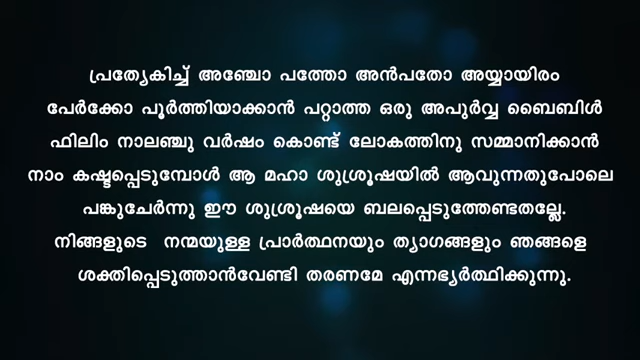 പ്രത്യേകിച്ച് അഞ്ചോ പത്തോ അൻപതോ അയ്യായിരം
പേർക്കോ പൂർത്തിയാക്കാൻ പറ്റാത്ത ഒരു അപൂർവ്വ ബൈബിൾ
ഫിലിം നാലഞ്ചു വർഷം കൊണ്ട് ലോകത്തിനു സമ്മാനിക്കാൻ
നാം കഷ്ടപ്പെടുമ്പോൾ ആ മഹാ ശുശ്രൂഷയിൽ ആവുന്നതുപോലെ
പങ്കുചേർന്നു ഈ ശുശ്രൂഷയെ ബലപ്പെടുത്തേണ്ടതല്ലേ.
നിങ്ങളുടെ നന്മയുള്ള പ്രാർത്ഥനയും ത്യാഗങ്ങളും ഞങ്ങളെ
ശക്തിപ്പെടുത്താൻവേണ്ടി തരണമേ എന്നഭ്യർത്ഥിക്കുന്നു.